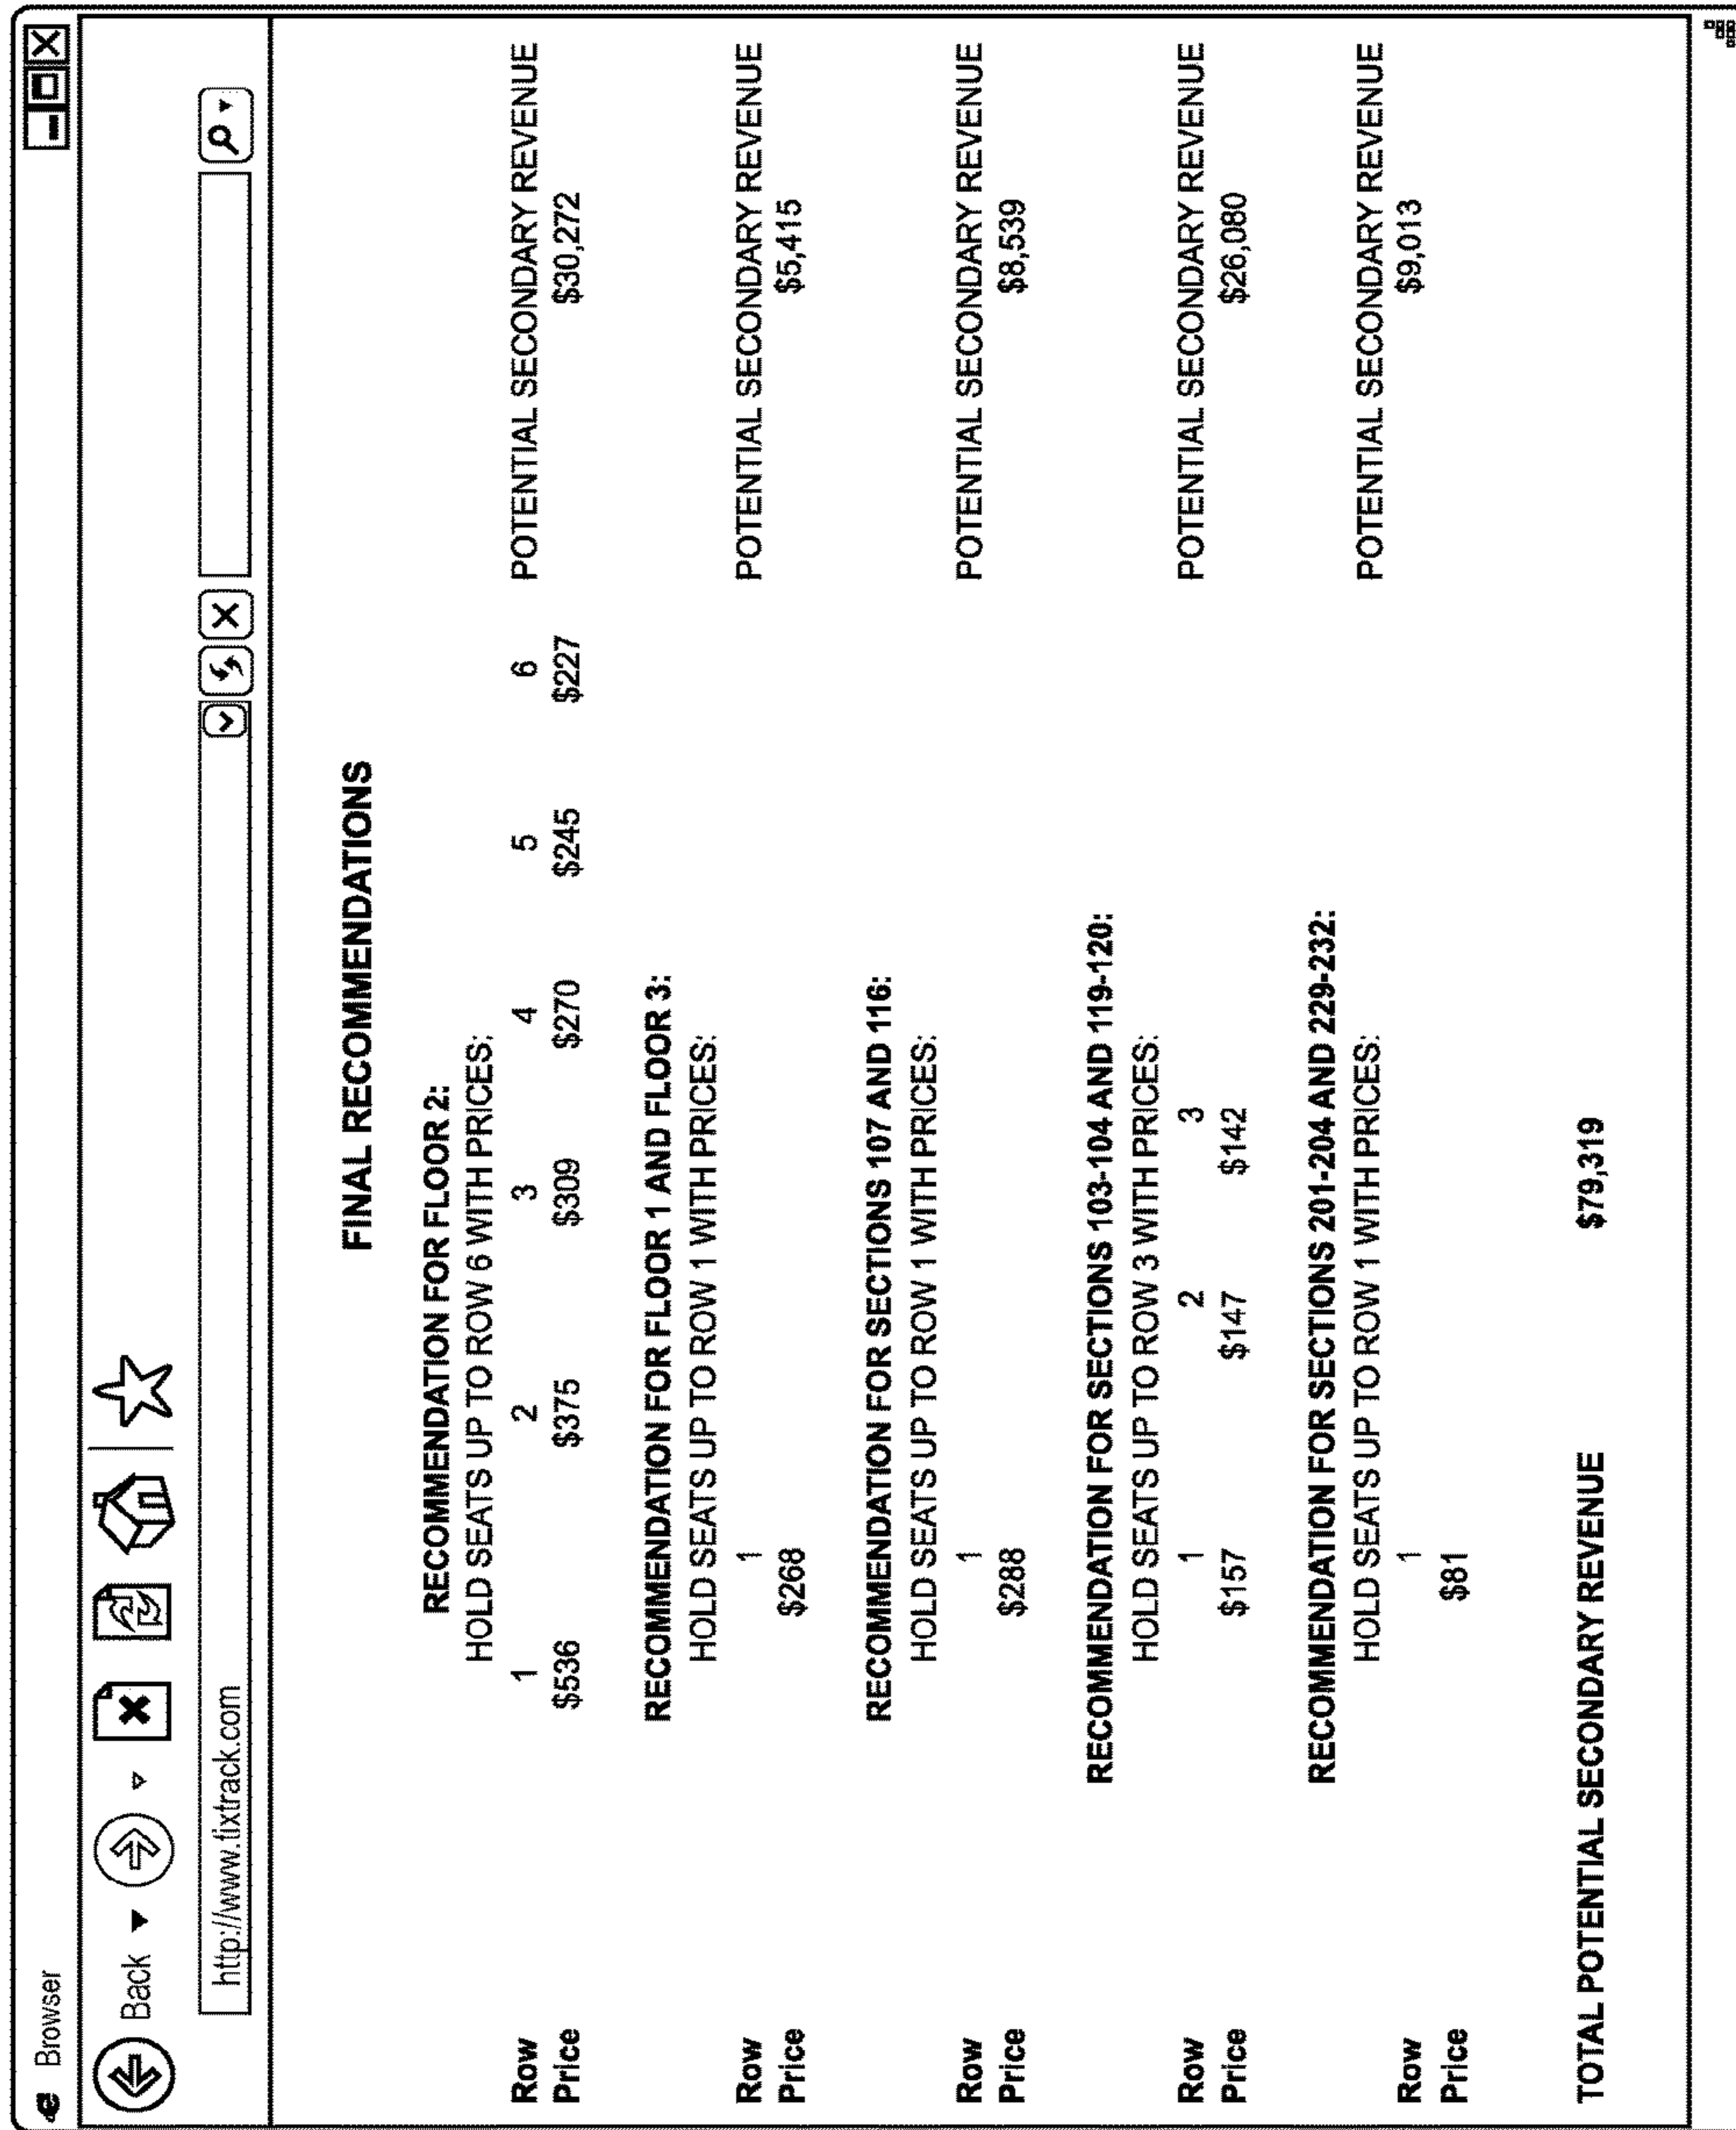 Browser
Back
http://www.tixtrack.com
FINAL RECOMMENDATIONS
RECOMMENDATION FOR FLOOR 2:
HOLD SEATS UP TO ROW 6 WITH PRICES:
Row 1 2 3 4 5 6 POTENTIAL SECONDARY REVENUE
Price $536 $375 $309 $270 $245 $227 $30,272
RECOMMENDATION FOR FLOOR 1 AND FLOOR 3:
HOLD SEATS UP TO ROW 1 WITH PRICES:
Row 1 POTENTIAL SECONDARY REVENUE
Price $268 $5,415
RECOMMENDATION FOR SECTIONS 107 AND 116:
HOLD SEATS UP TO ROW 1 WITH PRICES:
Row 1 POTENTIAL SECONDARY REVENUE
Price $288 $8,539
RECOMMENDATION FOR SECTIONS 103-104 AND 119-120:
HOLD SEATS UP TO ROW 3 WITH PRICES:
Row 1 2 3 POTENTIAL SECONDARY REVENUE
Price $157 $147 $142 $26,080
RECOMMENDATION FOR SECTIONS 201-204 AND 229-232:
HOLD SEATS UP TO ROW 1 WITH PRICES: POTENTIAL SECONDARY REVENUE
Row 1 $9,013
Price $81
TOTAL POTENTIAL SECONDARY REVENUE $79,319